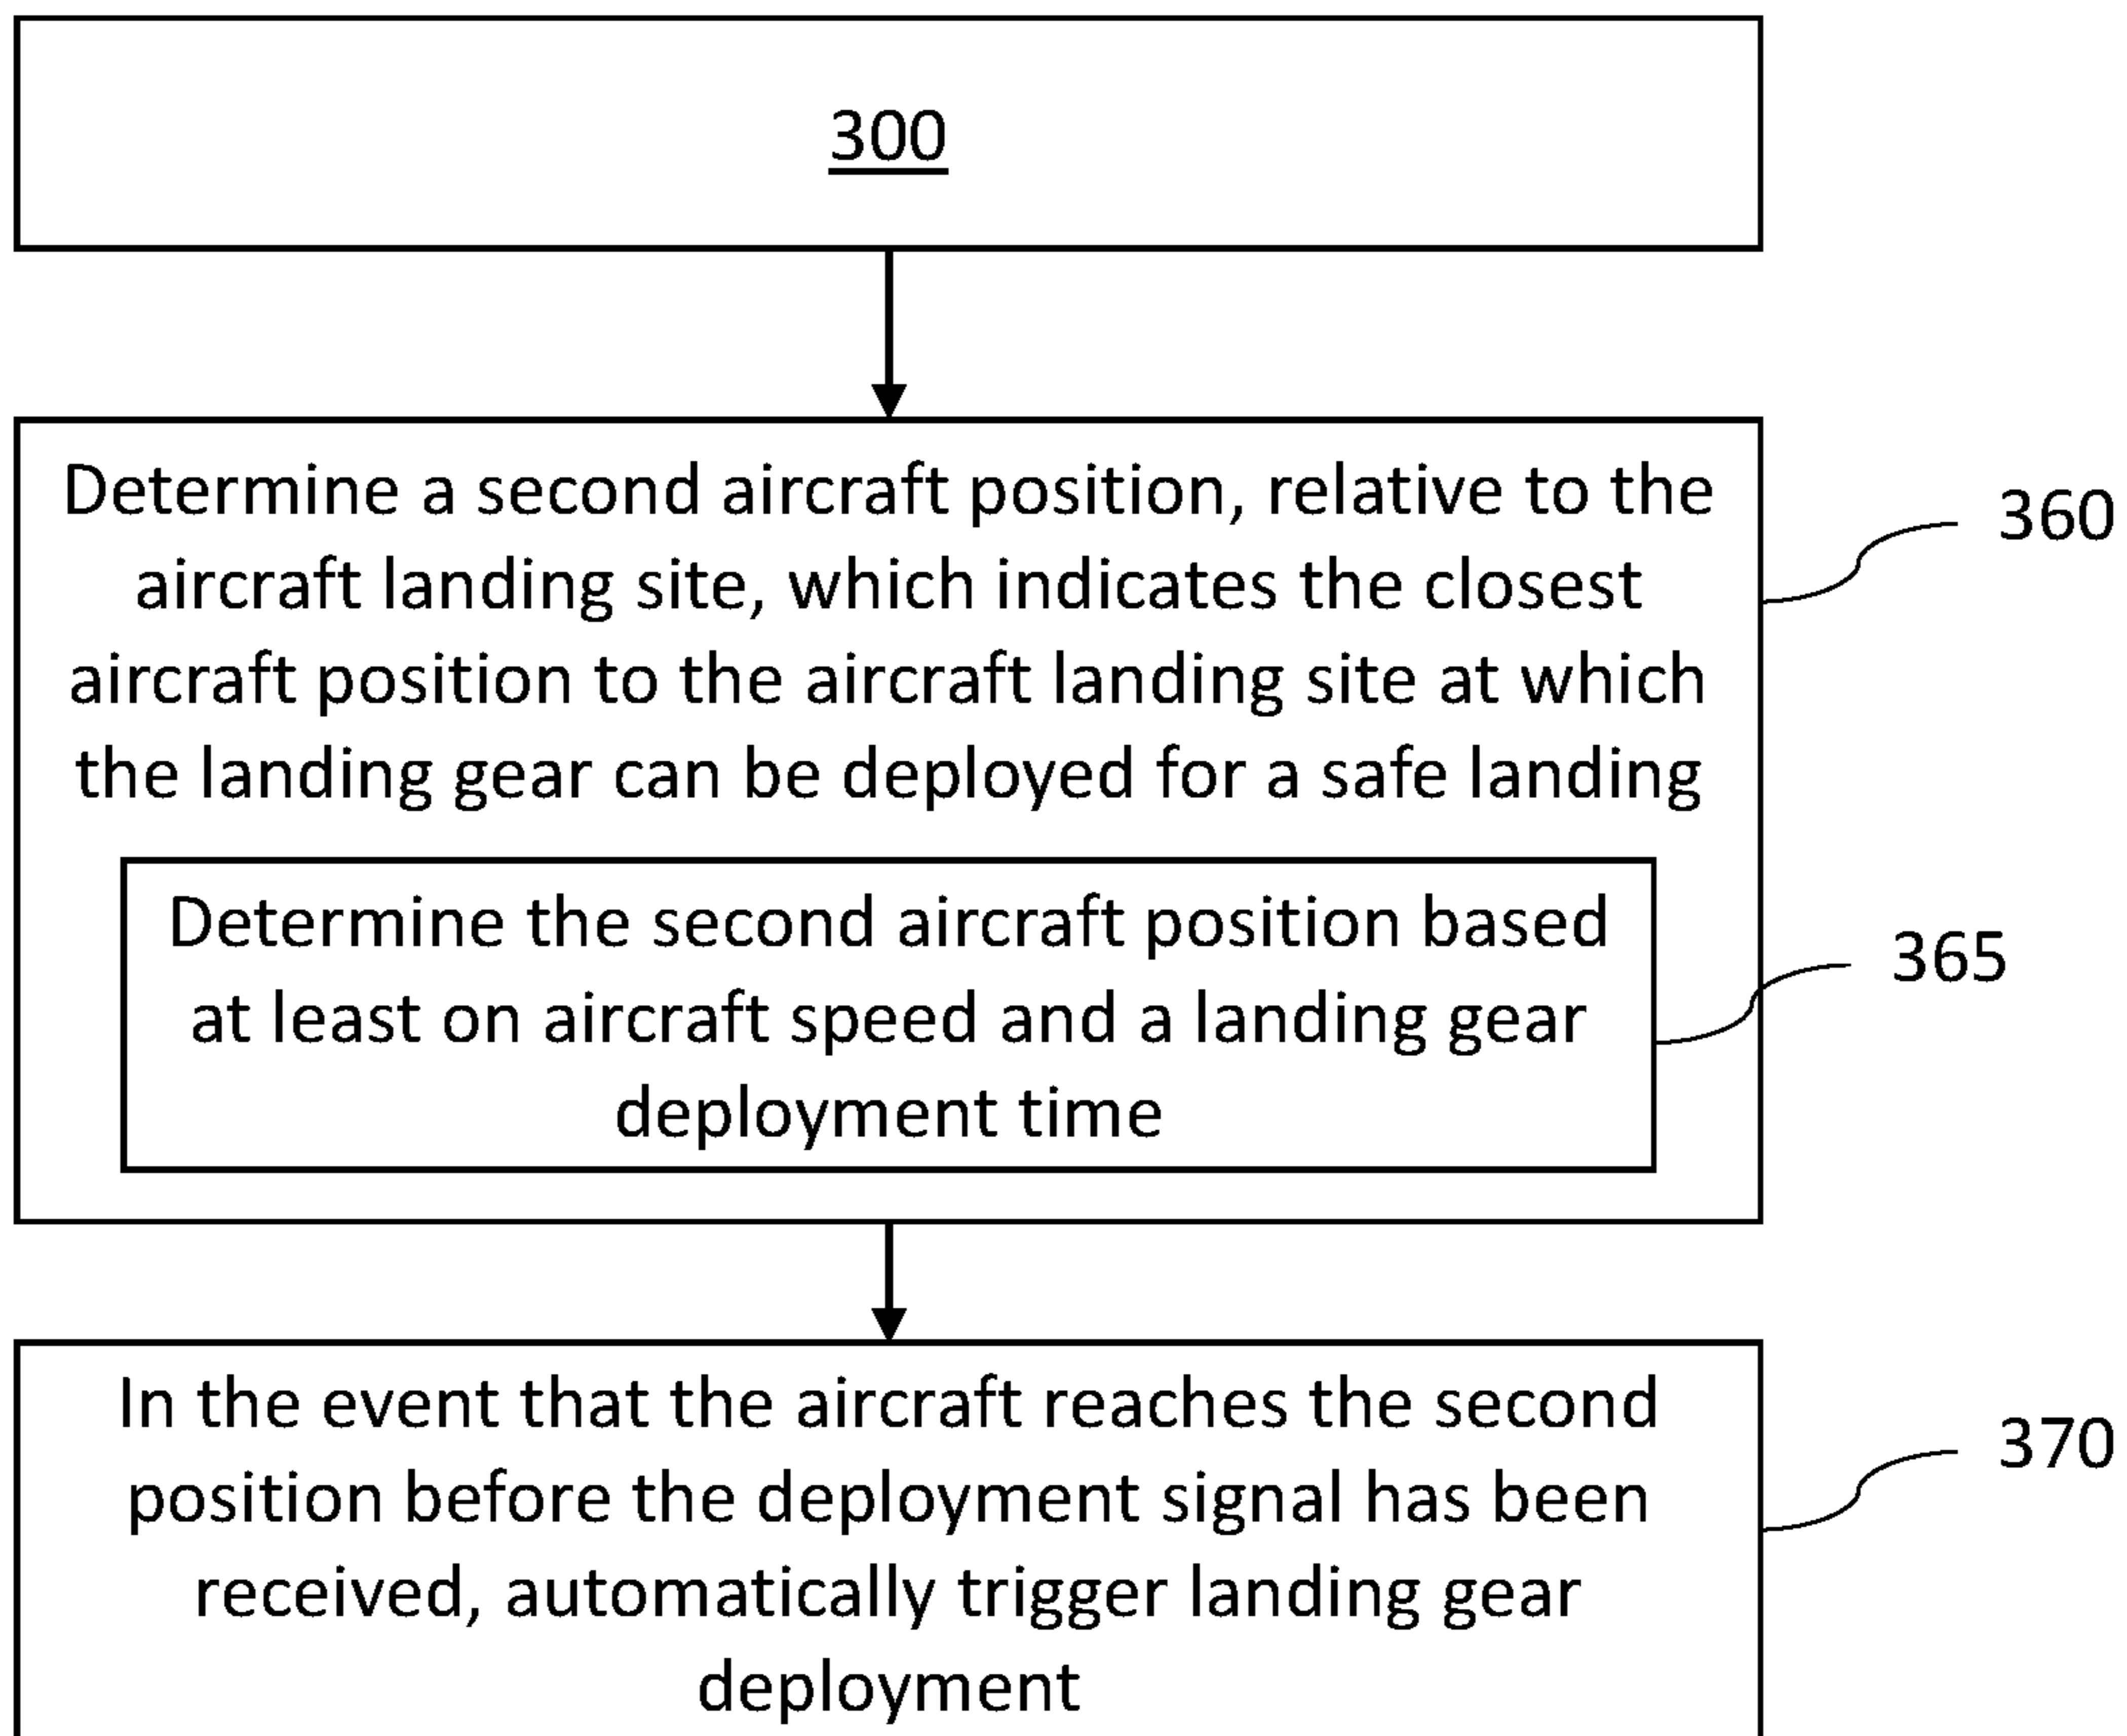 300
Determine a second aircraft position, relative to the
aircraft landing site, which indicates the closest
aircraft position to the aircraft landing site at which
the landing gear can be deployed for a safe landing
360
Determine the second aircraft position based
at least on aircraft speed and a landing gear
deployment time
365
In the event that the aircraft reaches the second
position before the deployment signal has been
received, automatically trigger landing gear
deployment
370